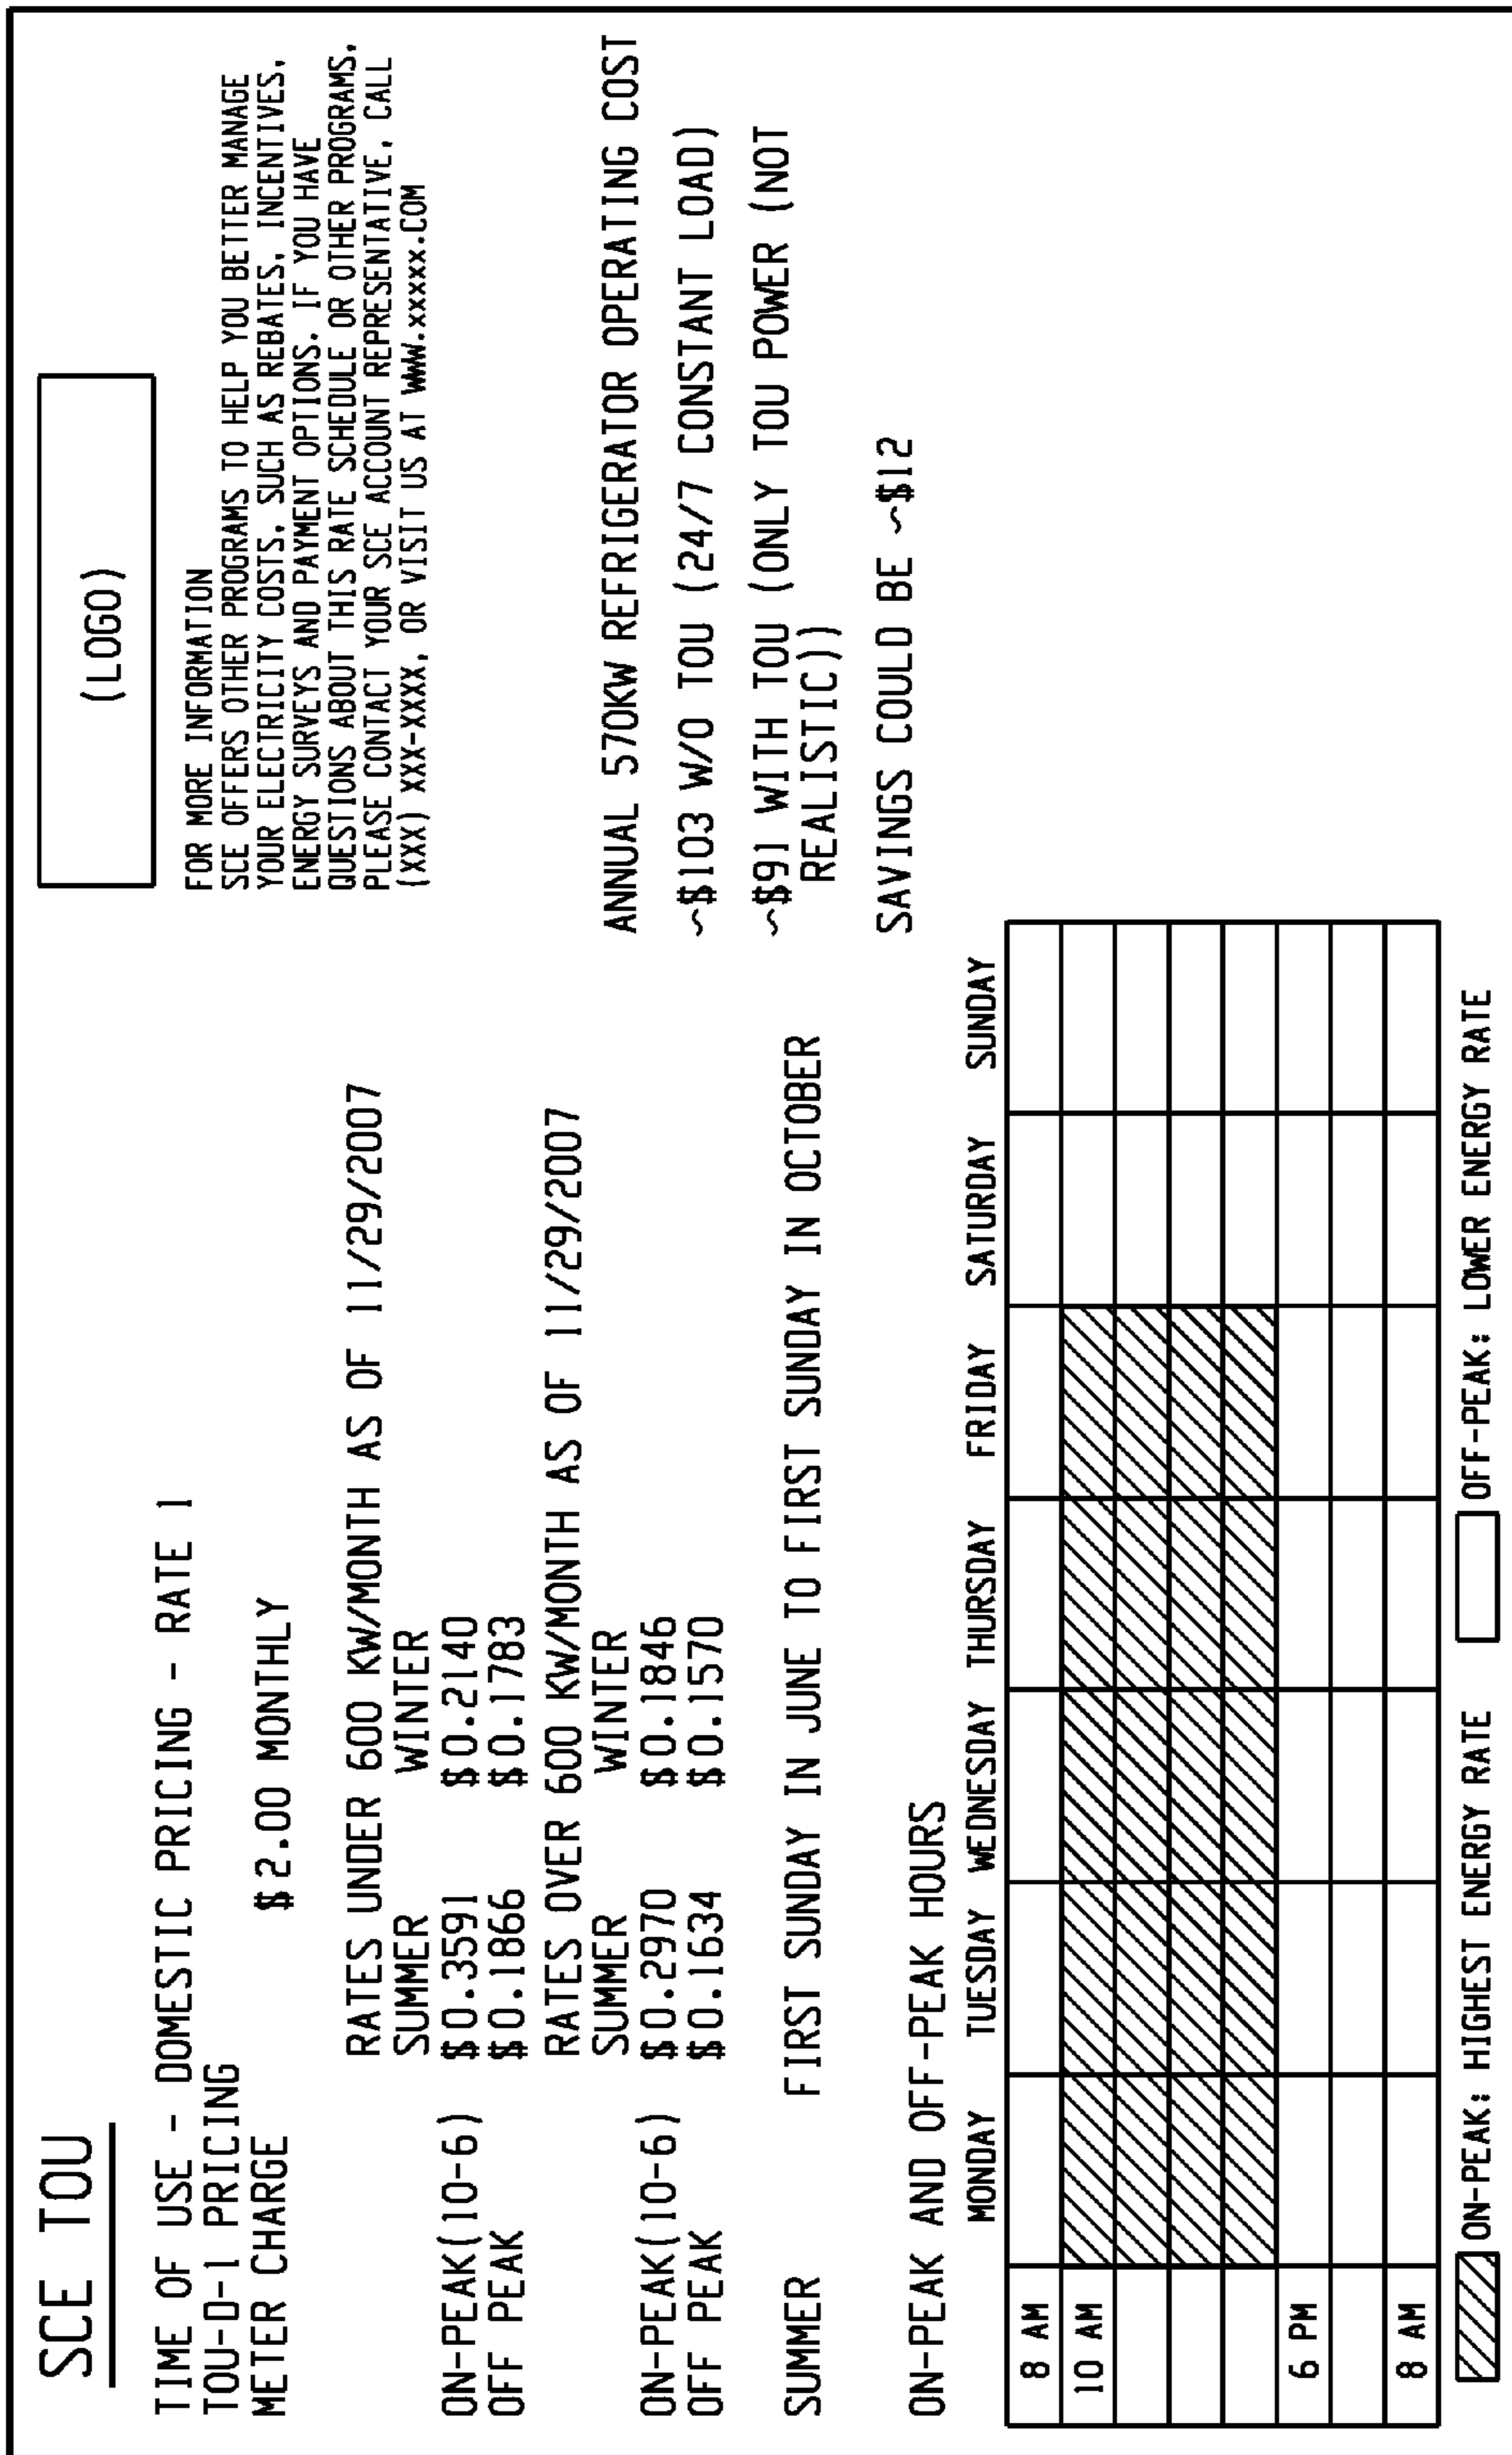 SCE TOU
TIME OF USE - DOMESTIC PRICING - RATE 1
TOU-D-1 PRICING
METER CHARGE $2.00 MONTHLY
RATES UNDER 600 KW/MONTH AS OF 11/29/2007
SUMMER WINTER
ON-PEAK(10-6) $0.3591 $0.2140
OFF PEAK $0.1866 $0.1783
RATES OVER 600 KW/MONTH AS OF 11/29/2007
SUMMER WINTER
ON-PEAK(10-6) $0.2970 $0.1846
OFF PEAK $0.1634 $0.1570
SUMMER FIRST SUNDAY IN JUNE TO FIRST SUNDAY IN OCTOBER
(LOGO)
FOR MORE INFORMATION
SCE OFFERS OTHER PROGRAMS TO HELP YOU BETTER MANAGE
YOUR ELECTRICITY COSTS, SUCH AS REBATES, INCENTIVES,
ENERGY SURVEYS AND PAYMENT OPTIONS. IF YOU HAVE
QUESTIONS ABOUT THIS RATE SCHEDULE OR OTHER PROGRAMS,
PLEASE CONTACT YOUR SCE ACCOUNT REPRESENTATIVE, CALL
(XXX) XXX-XXXX, OR VISIT US AT WWW.xxxxx.COM
ANNUAL 570KW REFRIGERATOR OPERATING COST
~$103 W/O TOU (24/7 CONSTANT LOAD)
~$91 WITH TOU (ONLY TOU POWER (NOT
REALISTIC))
SAVINGS COULD BE ~$12
ON-PEAK AND OFF-PEAK HOURS
MONDAY TUESDAY WEDNESDAY THURSDAY FRIDAY SATURDAY SUNDAY
8 AM
10 AM
6 PM
8 AM
ON-PEAK: HIGHEST ENERGY RATE OFF-PEAK: LOWER ENERGY RATE